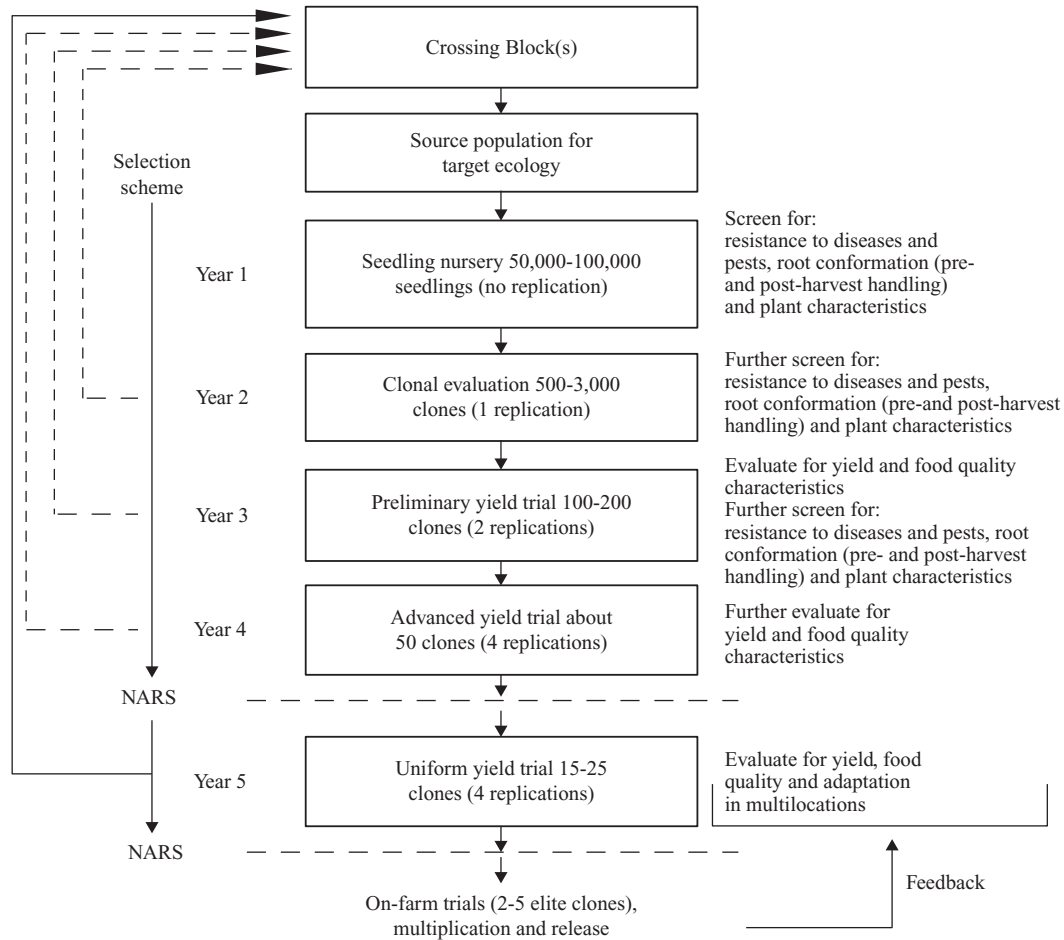 Crossing Block(s)
Source population for
target ecology
Selection
scheme
Year 1
Seedling nursery 50,000-100,000
seedlings (no replication)
Screen for:
resistance to diseases and
pests, root conformation (pre-
and post-harvest handling)
and plant characteristics
Year 2
Clonal evaluation 500-3,000
clones (1 replication)
Further screen for:
resistance to diseases and pests,
root conformation (pre-and post-harvest
handling) and plant characteristics
Year 3
Preliminary yield trial 100-200
clones (2 replications)
Evaluate for yield and food quality
characteristics
Further screen for:
resistance to diseases and pests, root
conformation (pre- and post-harvest
handling) and plant characteristics
Year 4
Advanced yield trial about
50 clones (4 replications)
Further evaluate for
yield and food quality
characteristics
NARS
Year 5
Uniform yield trial 15-25
clones (4 replications)
Evaluate for yield, food
quality and adaptation
in multilocations
NARS
On-farm trials (2-5 elite clones),
multiplication and release
Feedback